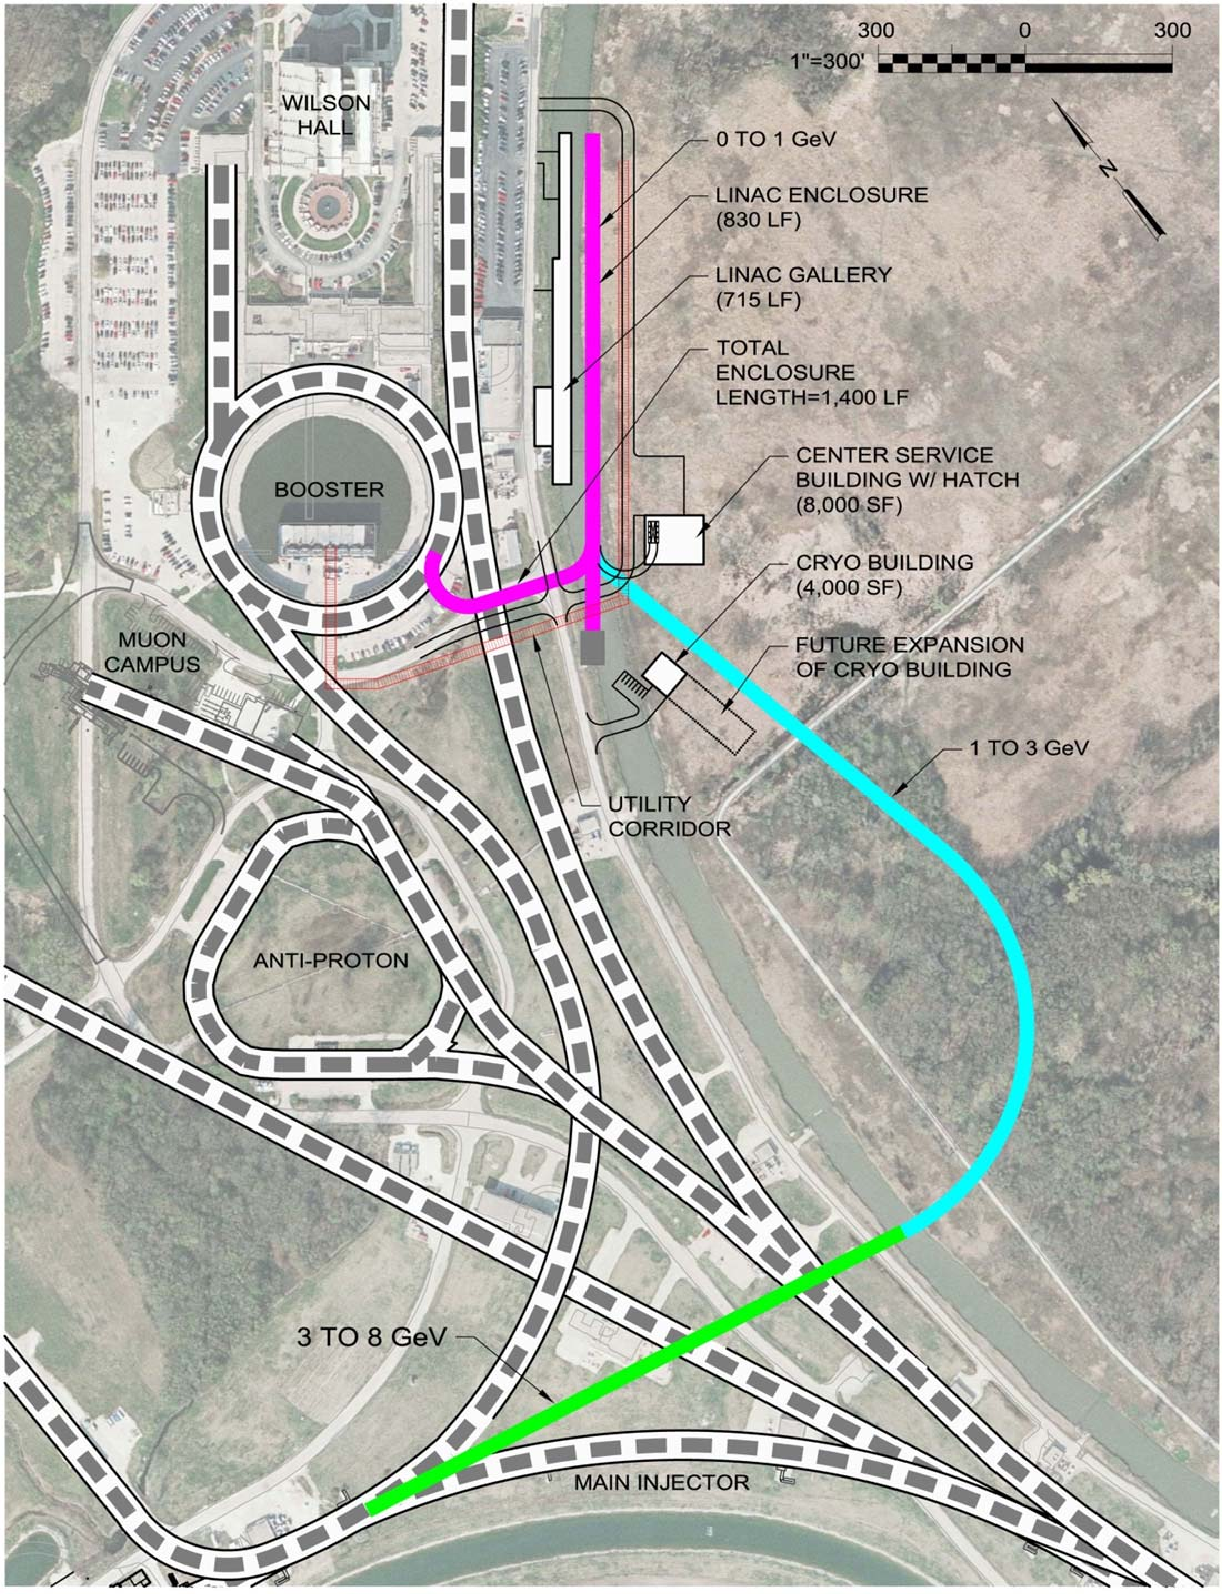 300 0 300
1"=300'
N
WILSON
HALL
0 TO 1 GeV
LINAC ENCLOSURE
(830 LF)
LINAC GALLERY
(715 LF)
TOTAL
ENCLOSURE
LENGTH=1,400 LF
CENTER SERVICE
BUILDING W/ HATCH
(8,000 SF)
BOOSTER
CRYO BUILDING
(4,000 SF)
MUON
CAMPUS
FUTURE EXPANSION
OF CRYO BUILDING
1 TO 3 GeV
UTILITY
CORRIDOR
ANTI-PROTON
3 TO 8 GeV
MAIN INJECTOR